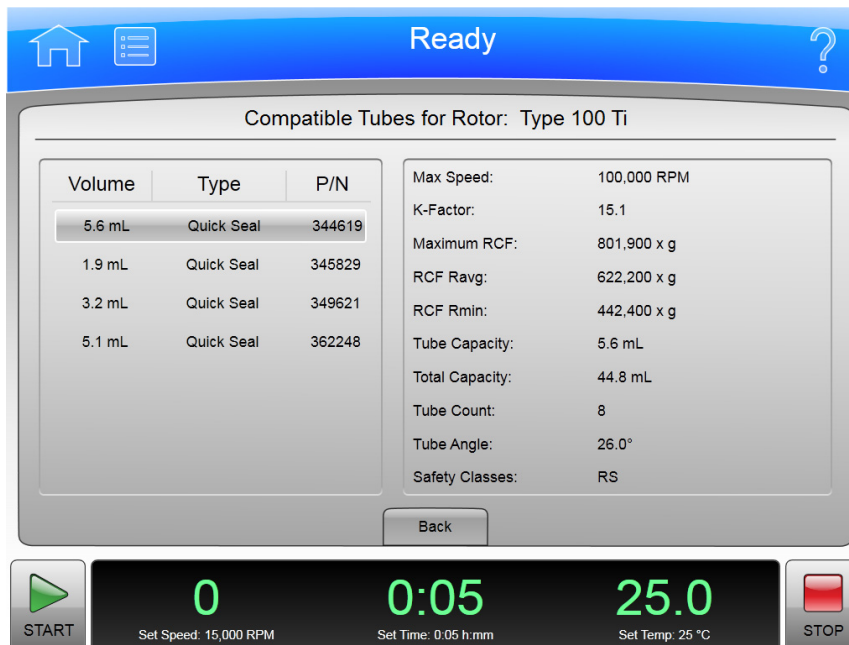 Ready
Compatible Tubes for Rotor: Type 100 Ti
Volume Type P/N
5.6 mL Quick Seal 344619
1.9 mL Quick Seal 345829
3.2 mL Quick Seal 349621
5.1 mL Quick Seal 362248
Max Speed: 100,000 RPM
K-Factor: 15.1
Maximum RCF: 801,900 x g
RCF Ravg: 622,200 x g
RCF Rmin: 442,400 x g
Tube Capacity: 5.6 mL
Total Capacity: 44.8 mL
Tube Count: 8
Tube Angle: 26.0°
Safety Classes: RS
Back
START
0
Set Speed: 15,000 RPM
0:05
Set Time: 0:05 h:mm
25.0
Set Temp: 25 °C
STOP